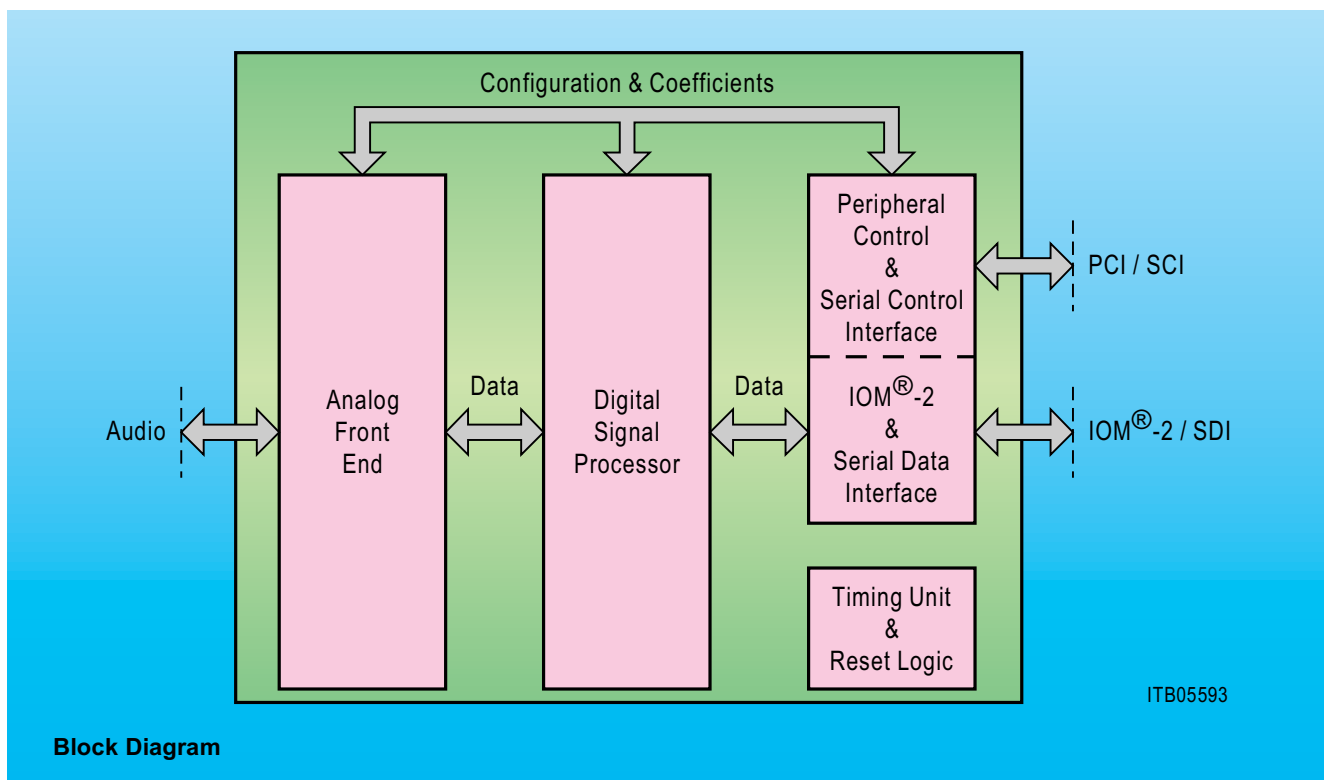 Configuration & Coefficients
Peripheral
Control
&
Serial Control
Interface
PCI / SCI
Audio
Analog
Front
End
Data
Digital
Signal
Processor
Data
IOM®-2
&
Serial Data
Interface
IOM®-2 / SDI
Timing Unit
&
Reset Logic
ITB05593
Block Diagram